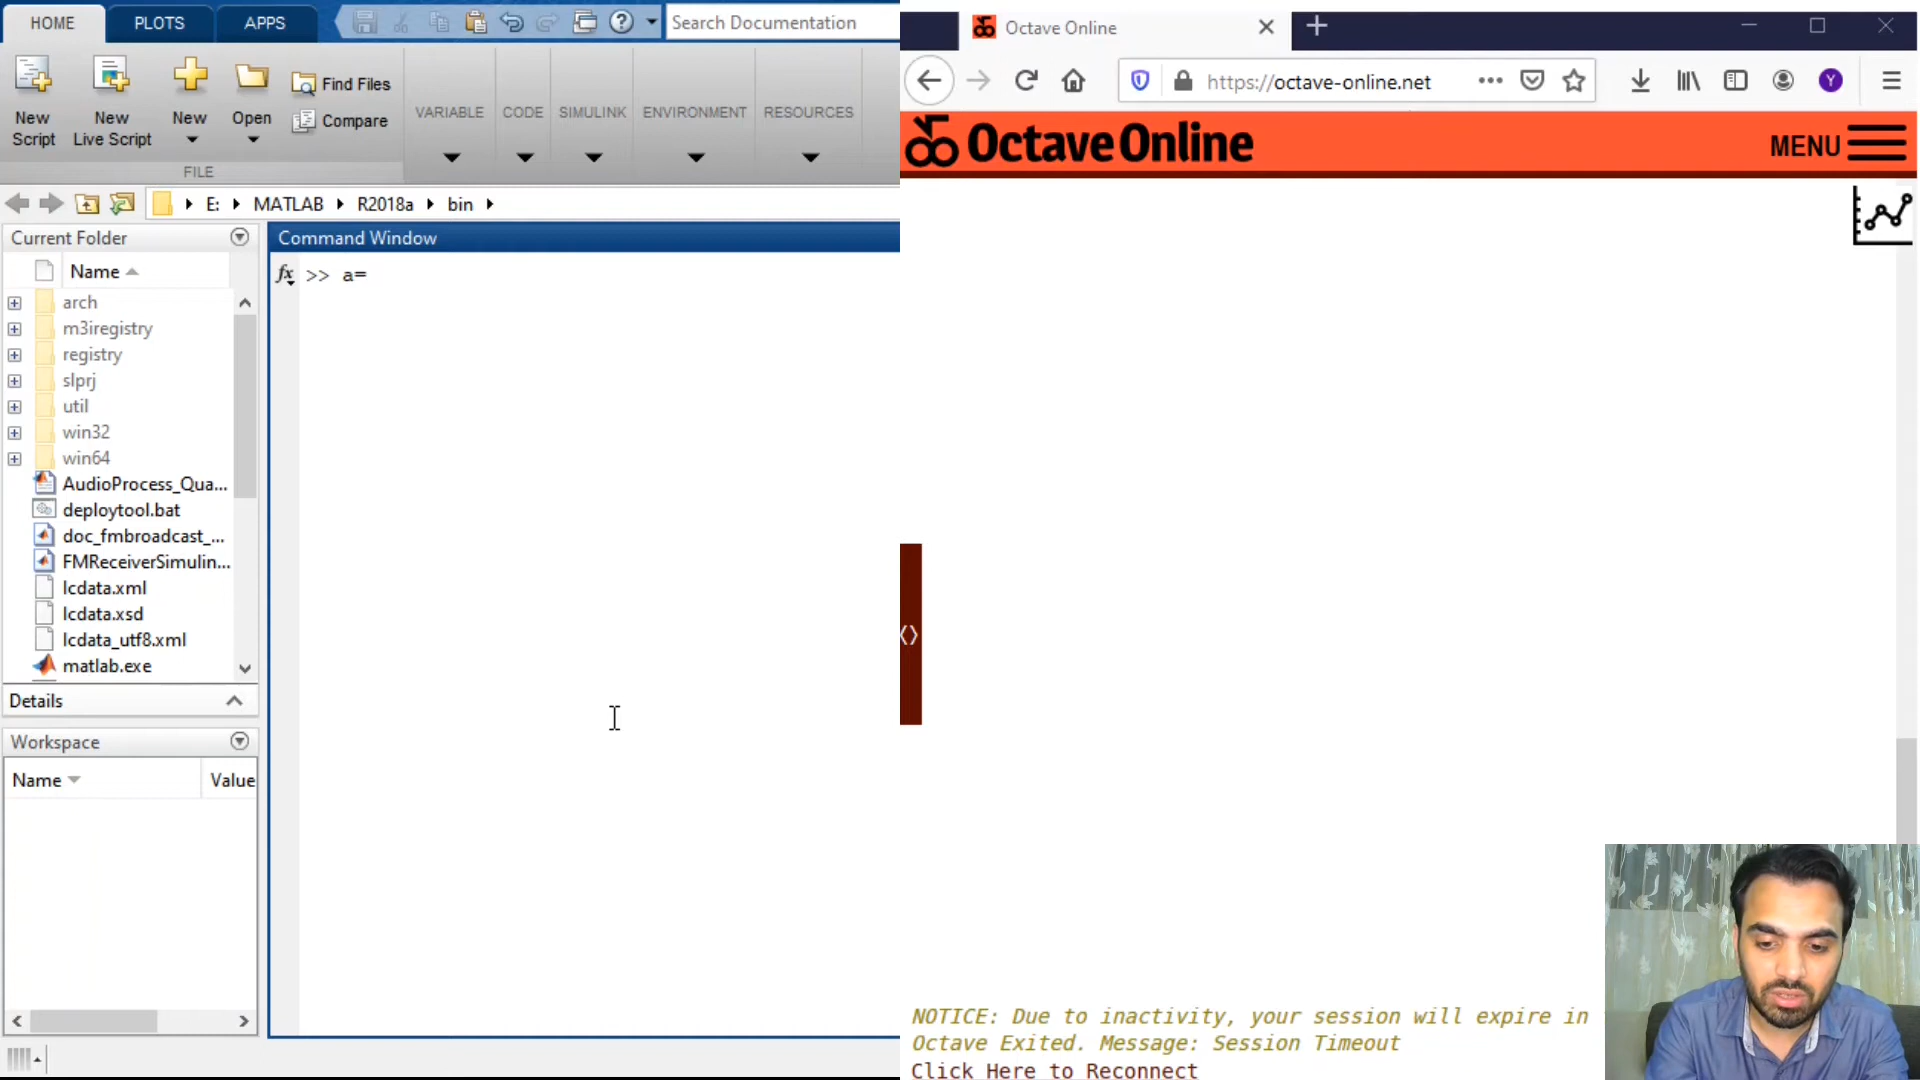 HOME
PLOTS
APPS
Search Documentation
New Script
New Live Script
New
Open
Find Files
Compare
FILE
VARIABLE
CODE
SIMULINK
ENVIRONMENT
RESOURCES
E:
MATLAB
R2018a
bin
Current Folder
Name
arch
m3iregistry
registry
slprj
util
win32
win64
AudioProcess_Qua...
deploytool.bat
doc_fmbroadcast_...
FMReceiverSimulin...
lcdata.xml
lcdata.xsd
lcdata_utf8.xml
matlab.exe
Details
Workspace
Name
Value
Command Window
fx >> a=
Octave Online
https://octave-online.net
Y
Octave Online
MENU
NOTICE: Due to inactivity, your session will expire in
Octave Exited. Message: Session Timeout
Click Here to Reconnect